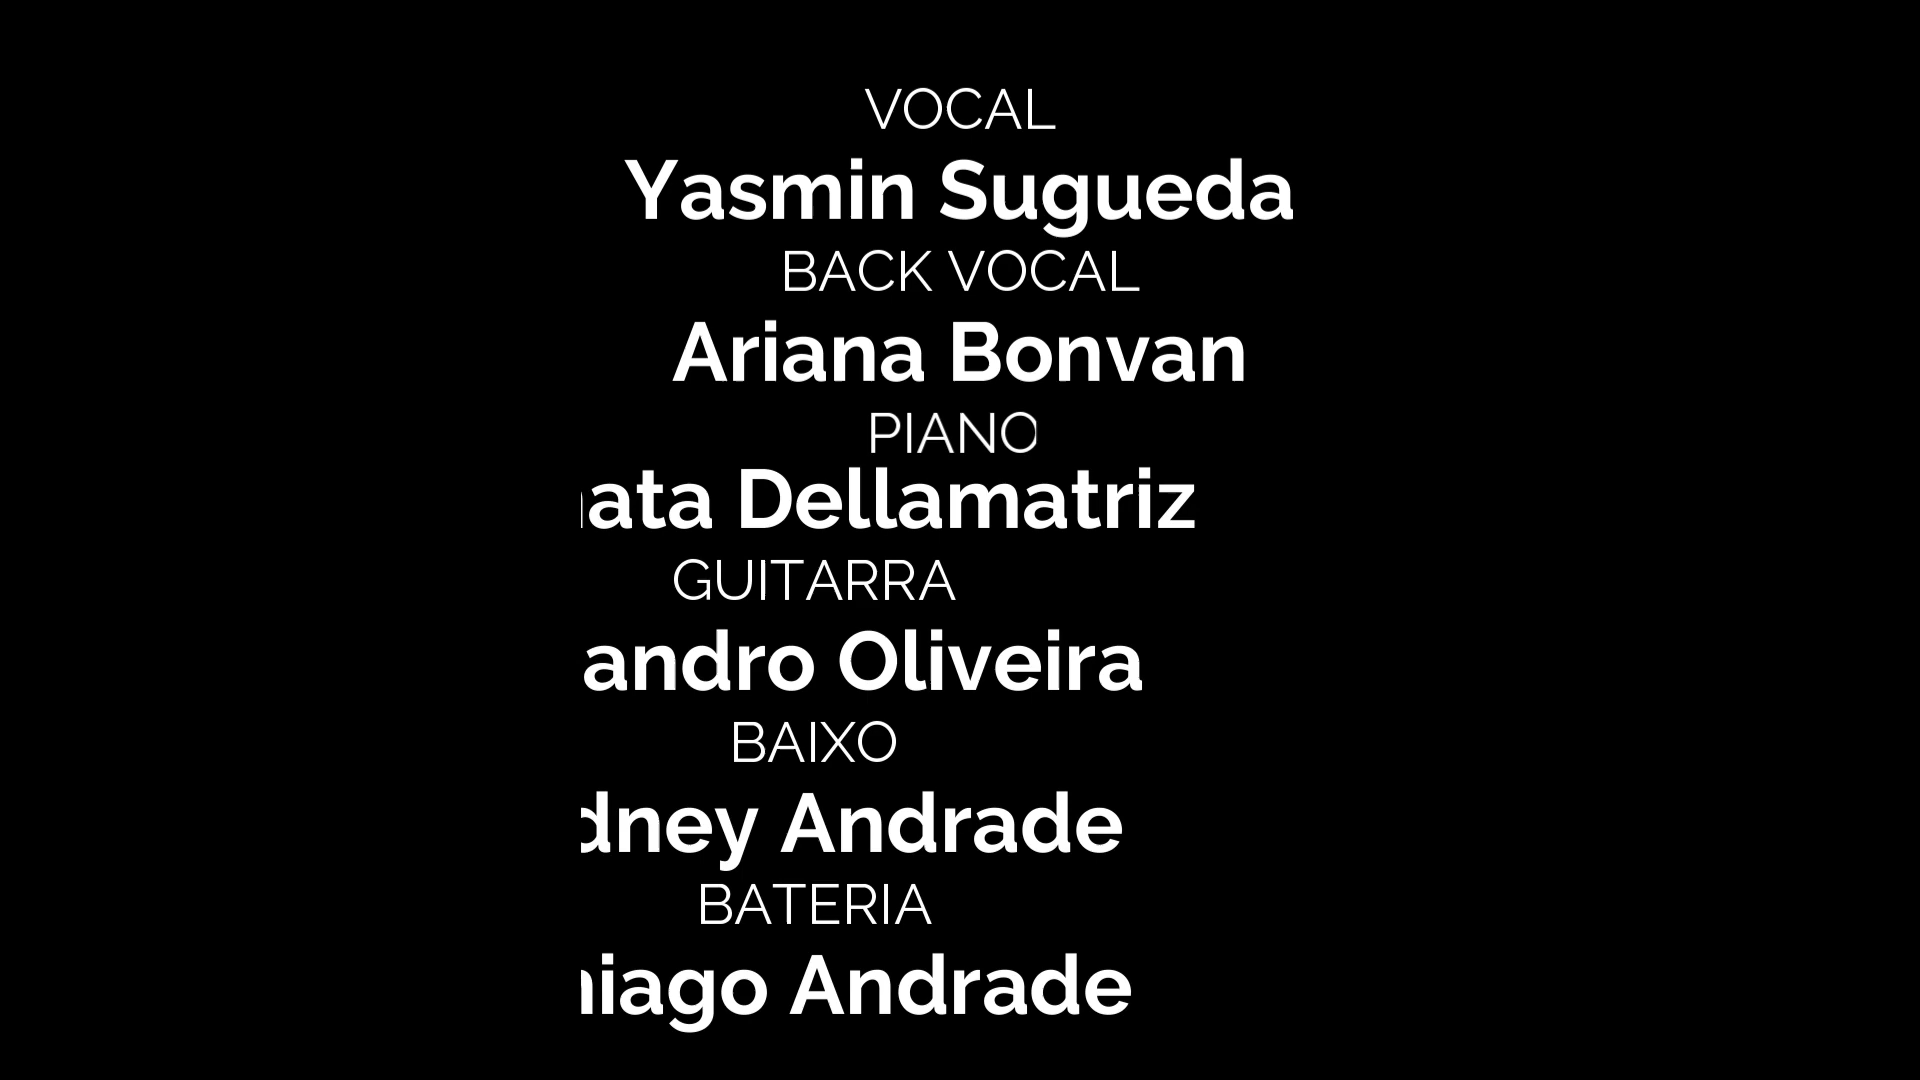 VOCAL
Yasmin Sugueda
BACK VOCAL
Ariana Bonvan
PIANO
ata Dellamatriz
GUITARRA
andro Oliveira
BAIXO
dney Andrade
BATERIA
iago Andrade